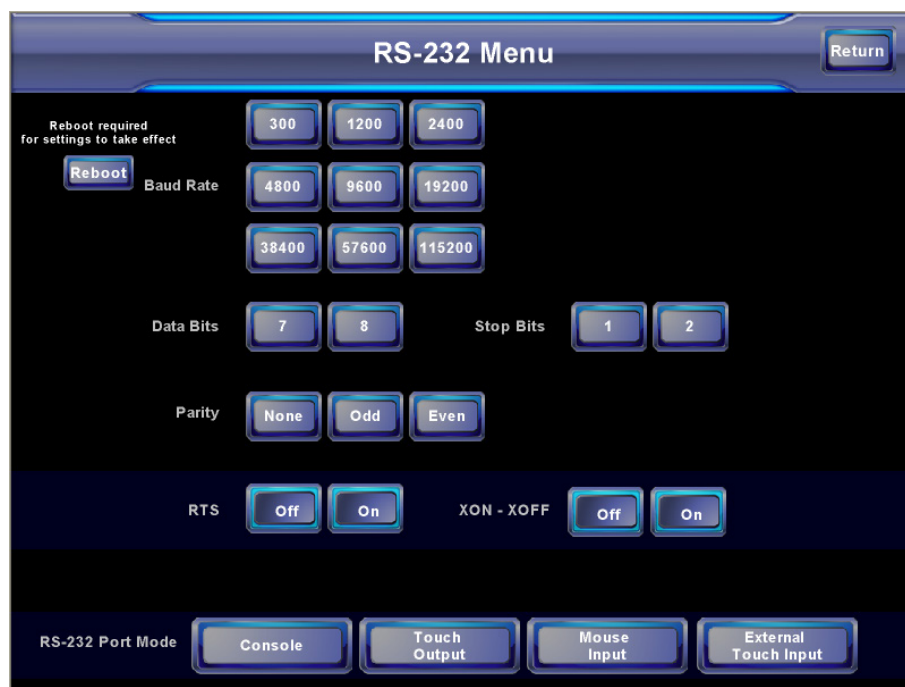 RS-232 Menu
Return
Reboot required
for settings to take effect
Reboot
Baud Rate
300 1200 2400
4800 9600 19200
38400 57600 115200
Data Bits 7 8 Stop Bits 1 2
Parity None Odd Even
RTS Off On XON - XOFF Off On
RS-232 Port Mode
Console
Touch
Output
Mouse
Input
External
Touch Input